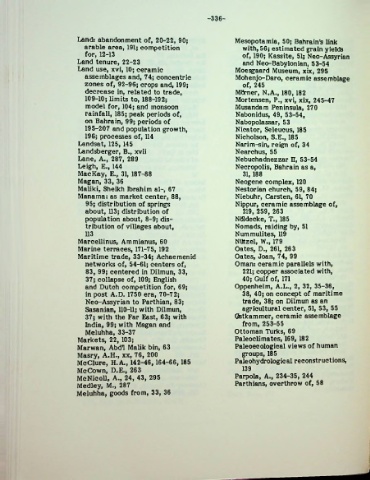 -336-
Land: abandonment of, 20-22, 90;
arable area, 191; competition
for, 12-13
Land tenure, 22-23
Land use, xvi, 10; ceramic
assemblages and, 74; concentric
zones of, 92-96; crops and, 199;
decrease in, related to trade,
109-10; limits to, 188-192;
model for, 104; and monsoon
rainfall, 185; peak periods of,
on Bahrain, 99; periods of
195-207 and population growth,
196; processes of, 114
Landsat, 125, 145
Landsberger, B., xvii
Lane, A., 287, 289
Leigh, E., 144
MacKay, E., 31, 187-68
Magan, 33, 36
Maliki, Sheikh Ibrahim al-, 67
Manama: as market center, 88,
95; distribution of springs
about, 113; distribution of
population about, 8-9; dis-
tribution of villages about,
113
Marcellinus, Ammianus, 60
Marine terraces, 171-75, 192
Maritime trade, 33-34; Achaemenid
networks of, 54-61; centers of,
83, 99; centered in Dilmun, 33,
37; collapse of, 109; English
and Dutch competition for, 69;
in post A.D. 1750 era, 70-72;
Neo-Assyrian to Parthian, 83;
Sasanian, 110-11; with Dilmun,
37; with the Far East, 63; with
India, 99; with Magan and
Meluhha, 33-37
Markets, 22, 103;
Marwan, Abd'l Malik bin, 63
Masry, A.H., xx, 76, 200
McClure, H.A., 142-46, 164-66, 185
McCown, D.E., 263
McNicoll, A., 24, 43, 295
Medley, M., 287
Meluhha, goods from, 33, 36
Mesopotamia, 50; Bahrain's link
with, 56; estimated grain yields
of, 190; Kassite, 51; Neo-Assyrian
and Neo-Babylonian, 53-54
Moesgaard Museum, xix, 295
Mohenjo-Daro, ceramic assemblage
of, 245
Mörner, N.A., 180, 182
Mortensen, P., xvi, xix, 245-47
Musandam Peninsula, 170
Nabonidus, 49, 53-54,
Nabopolassar, 53
Nicator, Seleucus, 185
Nicholson, S.E., 185
Narim-sin, reign of, 34
Nearchus, 55
Nebuchadnezzar II, 53-54
Necropolis, Bahrain as a,
31, 188
Neogene complex, 120
Nestorian church, 59, 84;
Niebuhr, Carsten, 61, 70
Nippur, ceramic assemblage of,
219, 259, 263
Nöldecke, T., 185
Nomads, raiding by, 51
Nummulites, 119
Nützel, W., 179
Oates, D., 261, 263
Oates, Joan, 74, 99
Oman: ceramic parallels with,
221; copper associated with,
40; Gulf of, 171
Oppenheim, A.L., 2, 32, 35-36,
38, 40; on concept of maritime
trade, 38; on Dilmun as an
agricultural center, 51, 53, 55
Ostkammer, ceramic assemblage
from, 253-55
Ottoman Turks, 69
Paleoclimates, 169, 182
Paleoecological views of human
groups, 185
Paleohydrological reconstructions,
139
Parpola, A., 234-35, 244
Parthians, overthrow of, 58